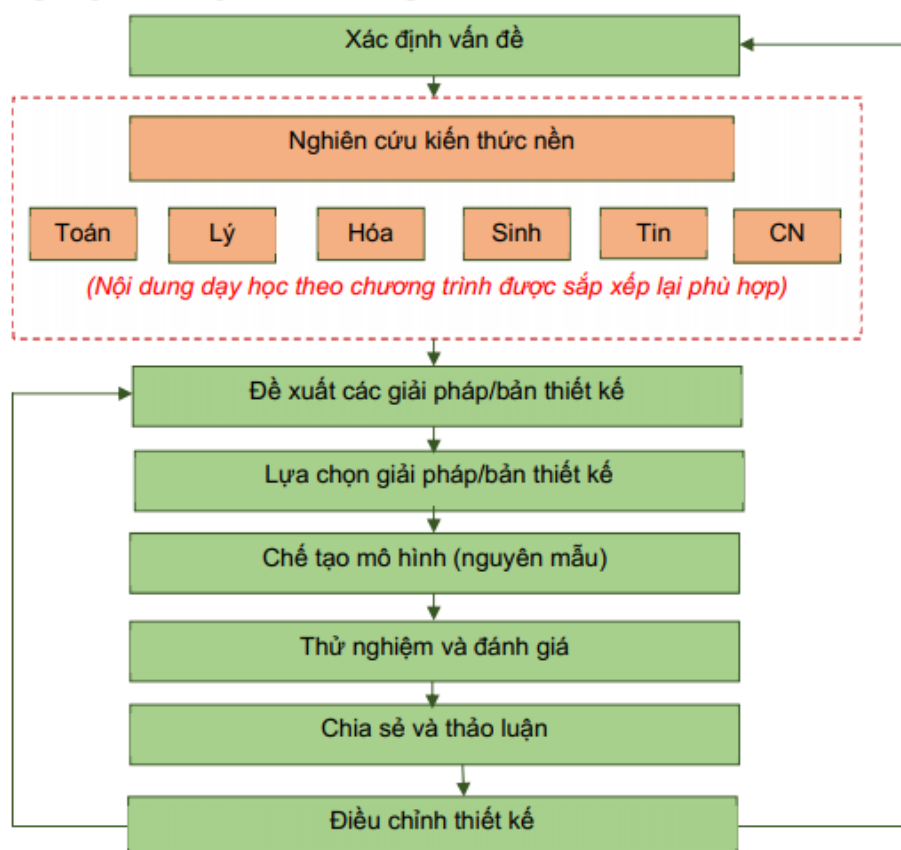 Xác định vấn đề
Nghiên cứu kiến thức nền
Toán Lý Hóa Sinh Tin CN
(Nội dung dạy học theo chương trình được sắp xếp lại phù hợp)
Đề xuất các giải pháp/bản thiết kế
Lựa chọn giải pháp/bản thiết kế
Chế tạo mô hình (nguyên mẫu)
Thử nghiệm và đánh giá
Chia sẻ và thảo luận
Điều chỉnh thiết kế